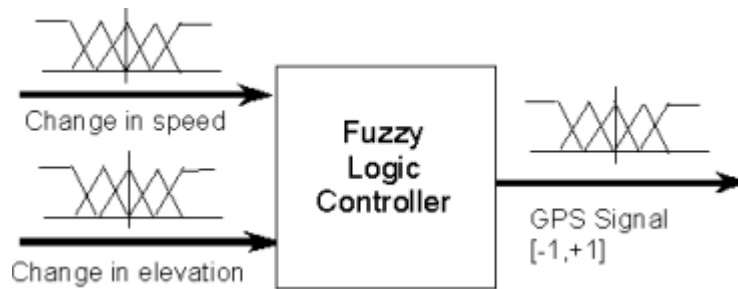 Change in speed
Fuzzy
Logic
Controller
GPS Signal
[-1,+1]
Change in elevation